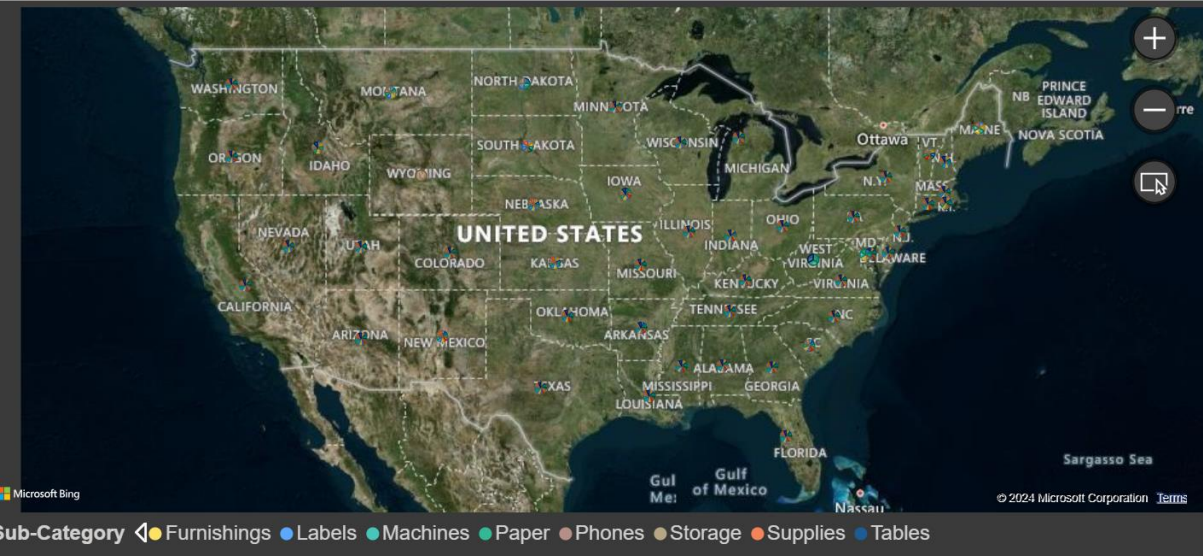 WASHINGTON
MONTANA
NORTH DAKOTA
MINNESOTA
Ottawa
NB
PRINCE
EDWARD
ISLAND
MAINE
NOVA SCOTIA
OREGON
IDAHO
WYOMING
SOUTH DAKOTA
WISCONSIN
MICHIGAN
VT.
N.H.
IOWA
N.Y.
MASS.
R.I.
NEBRASKA
NEVADA
UTAH
UNITED STATES
ILLINOIS
INDIANA
OHIO
N.J.
COLORADO
KANSAS
MISSOURI
WEST
VIRGINIA
MD.
DELAWARE
KENTUCKY
VIRGINIA
CALIFORNIA
OKLAHOMA
TENNESSEE
NC
ARIZONA
NEW MEXICO
ARKANSAS
SC
TEXAS
MISSISSIPPI
ALABAMA
GEORGIA
LOUISIANA
FLORIDA
Gulf
of Mexico
Sargasso Sea
Nassau
Microsoft Bing
© 2024 Microsoft Corporation Terms
Sub-Category Furnishings Labels Machines Paper Phones Storage Supplies Tables